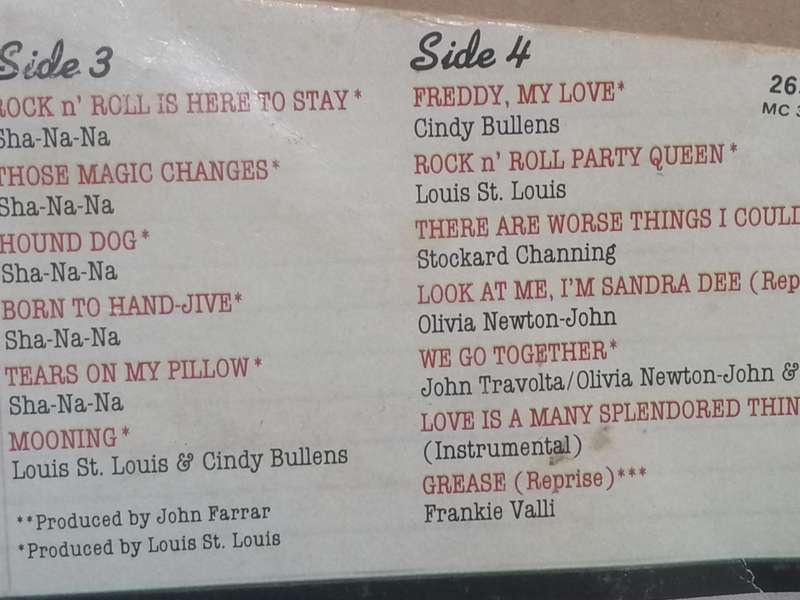 Side 3
ROCK n' ROLL IS HERE TO STAY*
Sha-Na-Na
THOSE MAGIC CHANGES*
Sha-Na-Na
HOUND DOG*
Sha-Na-Na
BORN TO HAND-JIVE*
Sha-Na-Na
TEARS ON MY PILLOW*
Sha-Na-Na
MOONING*
Louis St. Louis & Cindy Bullens
**Produced by John Farrar
*Produced by Louis St. Louis
Side 4
FREDDY, MY LOVE*
Cindy Bullens
ROCK n' ROLL PARTY QUEEN*
Louis St. Louis
THERE ARE WORSE THINGS I COULD
Stockard Channing
LOOK AT ME, I'M SANDRA DEE (Rep
Olivia Newton-John
WE GO TOGETHER*
John Travolta/Olivia Newton-John &
LOVE IS A MANY SPLENDORED THIN
(Instrumental)
GREASE (Reprise)***
Frankie Valli
26
MC